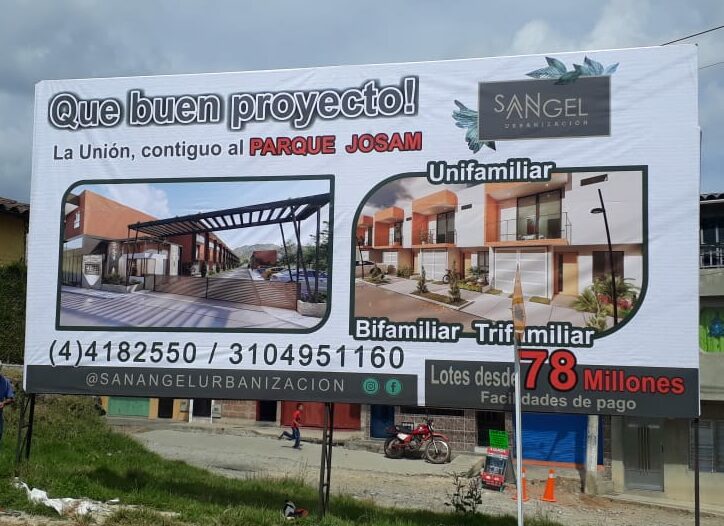 Que buen proyecto!
SANGEL
URBANIZACIÓN
La Unión, contiguo al PARQUE JOSAM
Unifamiliar
Bifamiliar Trifamiliar
(4)4182550 / 3104951160
@SANANGELURBANIZACION
Lotes desde 78 Millones
Facilidades de pago